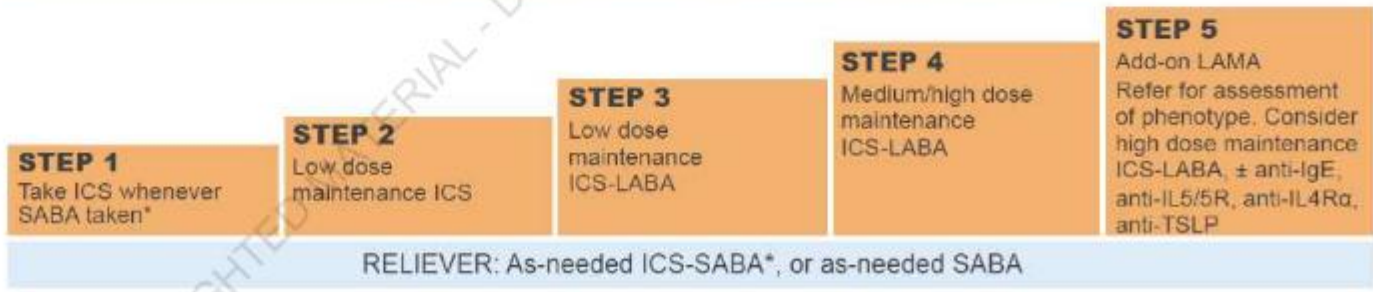 STEP 1
Take ICS whenever
SABA taken*
STEP 2
Low dose
maintenance ICS
STEP 3
Low dose
maintenance
ICS-LABA
STEP 4
Medium/high dose
maintenance
ICS-LABA
STEP 5
Add-on LAMA
Refer for assessment
of phenotype. Consider
high dose maintenance
ICS-LABA, ± anti-IgE,
anti-IL5/5R, anti-IL4Rα,
anti-TSLP
RELIEVER: As-needed ICS-SABA*, or as-needed SABA